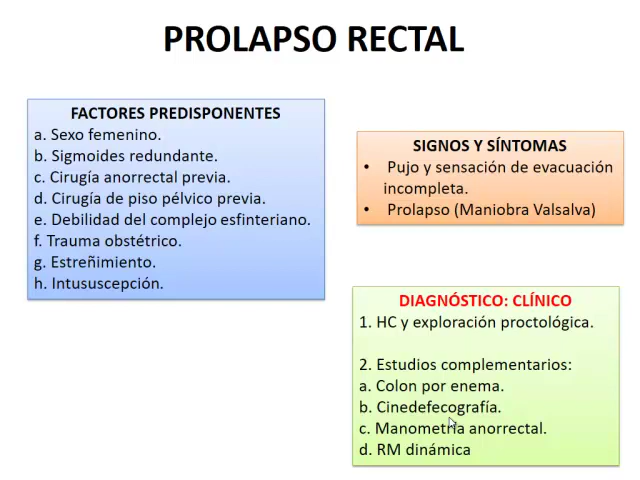 PROLAPSO RECTAL
FACTORES PREDISPONENTES
a. Sexo femenino.
b. Sigmoides redundante.
c. Cirugía anorrectal previa.
d. Cirugía de piso pélvico previa.
e. Debilidad del complejo esfinteriano.
f. Trauma obstétrico.
g. Estreñimiento.
h. Intususcepción.
SIGNOS Y SÍNTOMAS
• Pujo y sensación de evacuación
incompleta.
• Prolapso (Maniobra Valsalva)
DIAGNÓSTICO: CLÍNICO
1. HC y exploración proctológica.
2. Estudios complementarios:
a. Colon por enema.
b. Cinedefecografía.
c. Manometría anorrectal.
d. RM dinámica